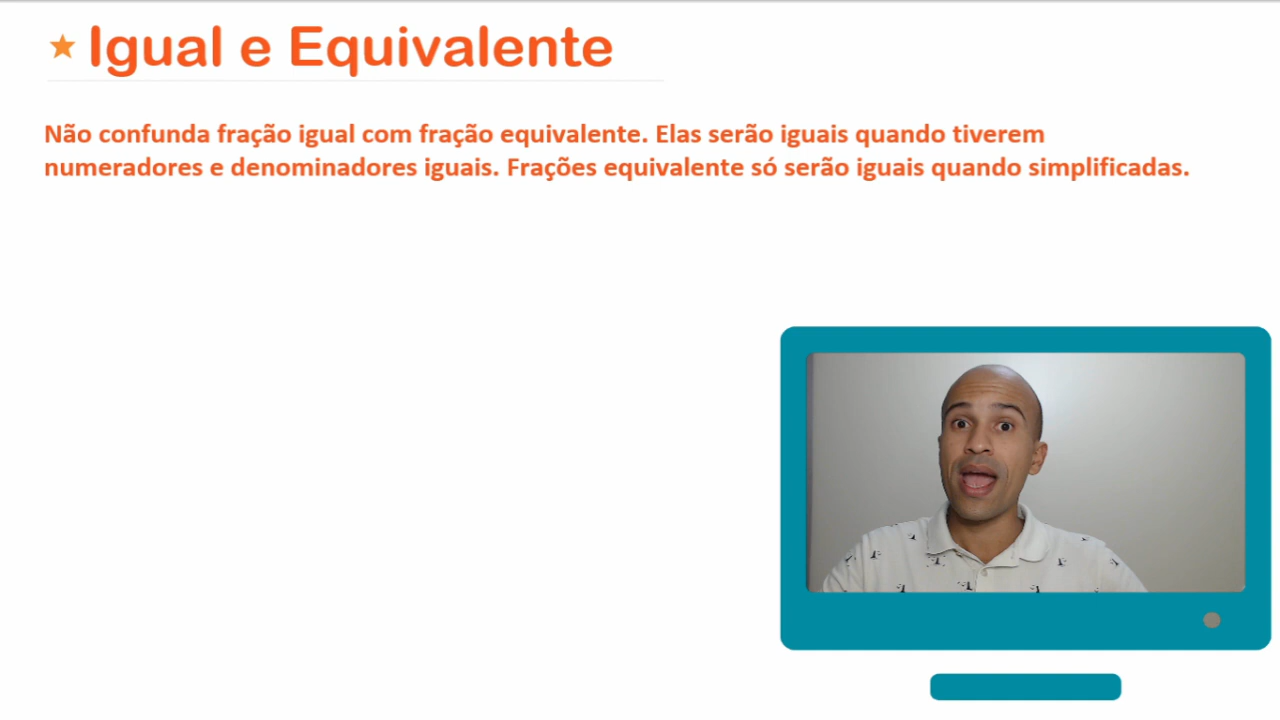 Igual e Equivalente
Não confunda fração igual com fração equivalente. Elas serão iguais quando tiverem
numeradores e denominadores iguais. Frações equivalente só serão iguais quando simplificadas.